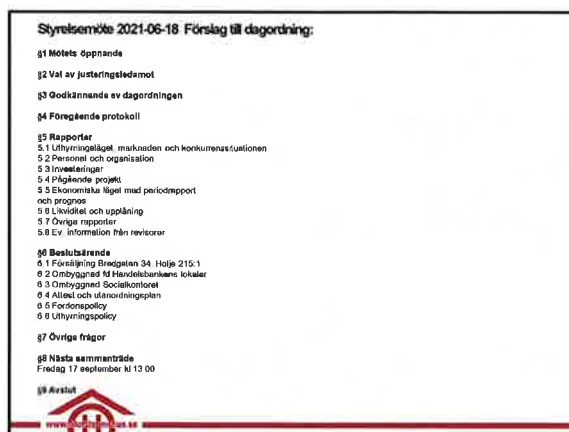 Styrelsemöte 2021-06-18 Förslag till dagordning:
§1 Mötets öppnande
§2 Val av justeringsledamot
§3 Godkännande av dagordningen
§4 Föregående protokoll
§5 Rapporter
5.1 Uthyrningsläget, marknaden och konkurrenssituationen
5.2 Personal och organisation
5.3 Investeringar
5.4 Pågående projekt
5.5 Ekonomiska läget med periodrapport
och prognos
5.6 Likviditet och upplåning
5.7 Övriga rapporter
5.8 Ev. information från revisorer
§6 Beslutsärende
6.1 Försäljning Bredgatan 34, Holje 215:1
6.2 Ombyggnad fd Handelsbankens lokaler
6.3 Ombyggnad Socialkontoret
6.4 Attest och utanordningsplan
6.5 Fordonspolicy
6.6 Uthyrningspolicy
§7 Övriga frågor
§8 Nästa sammanträde
Fredag 17 september kl 13.00
§9 Avslut